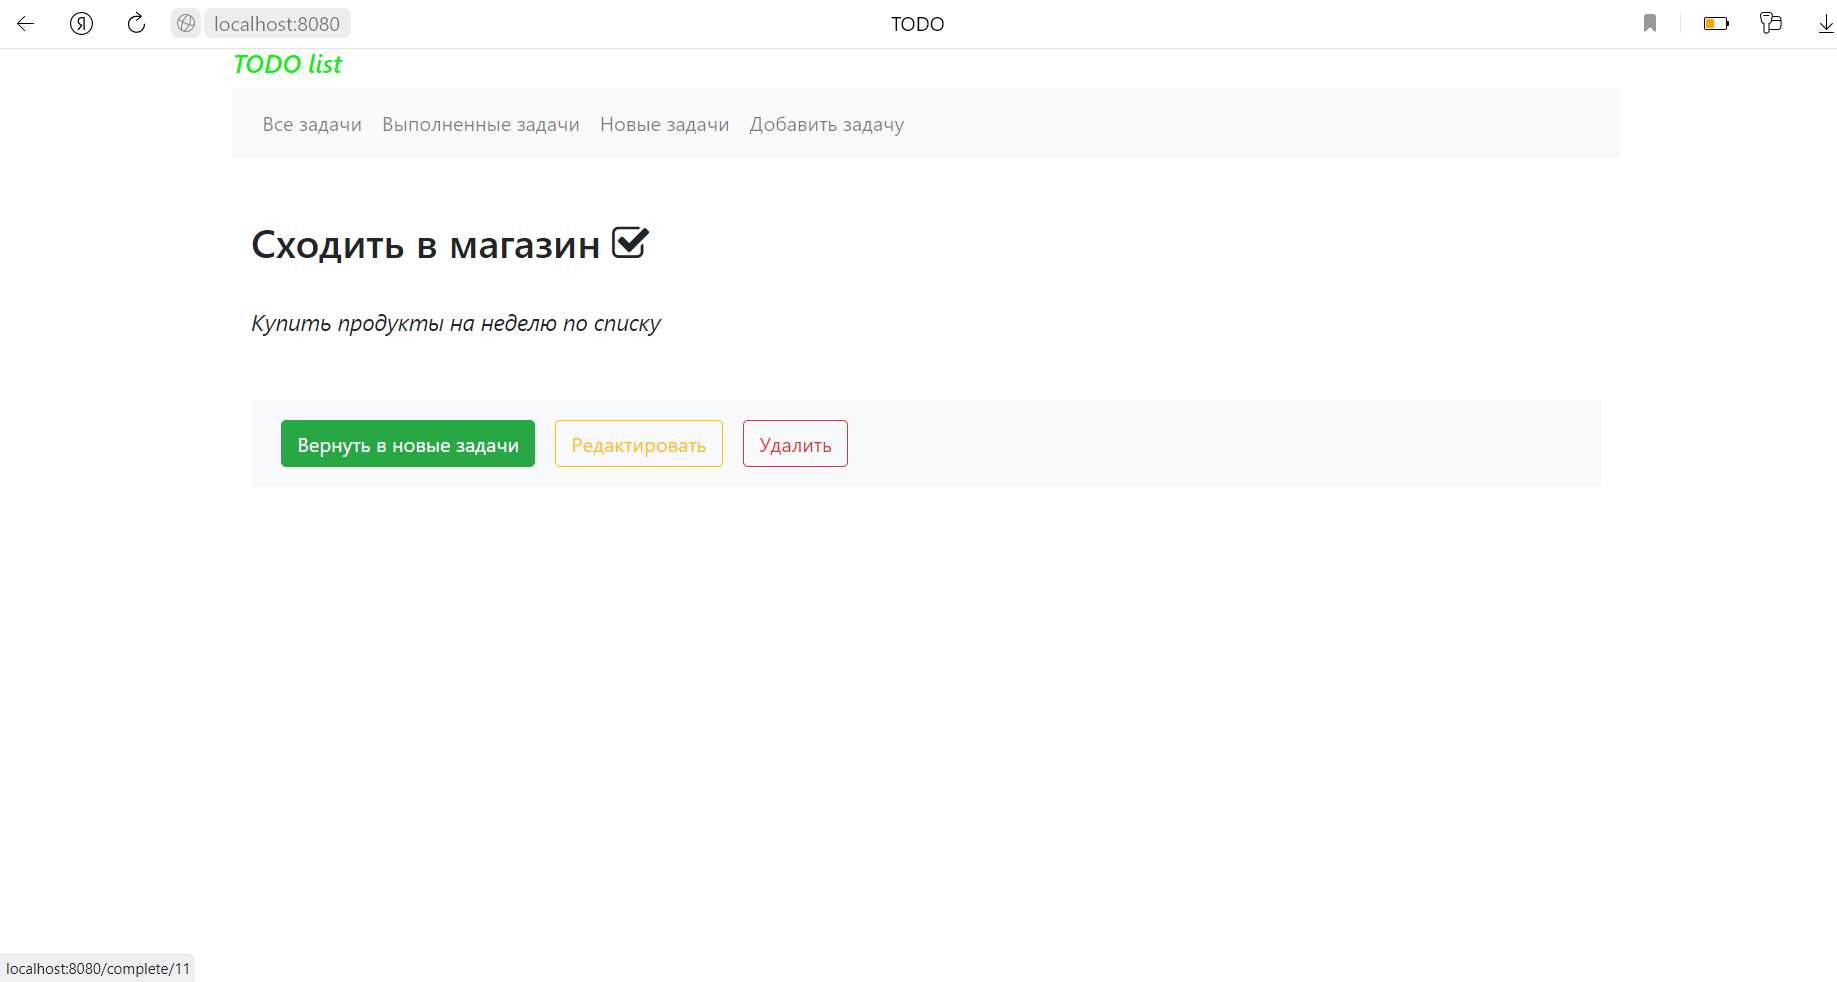 localhost:8080
TODO
TODO list
Все задачи Выполненные задачи Новые задачи Добавить задачу
Сходить в магазин
Купить продукты на неделю по списку
Вернуть в новые задачи Редактировать Удалить
localhost:8080/complete/11